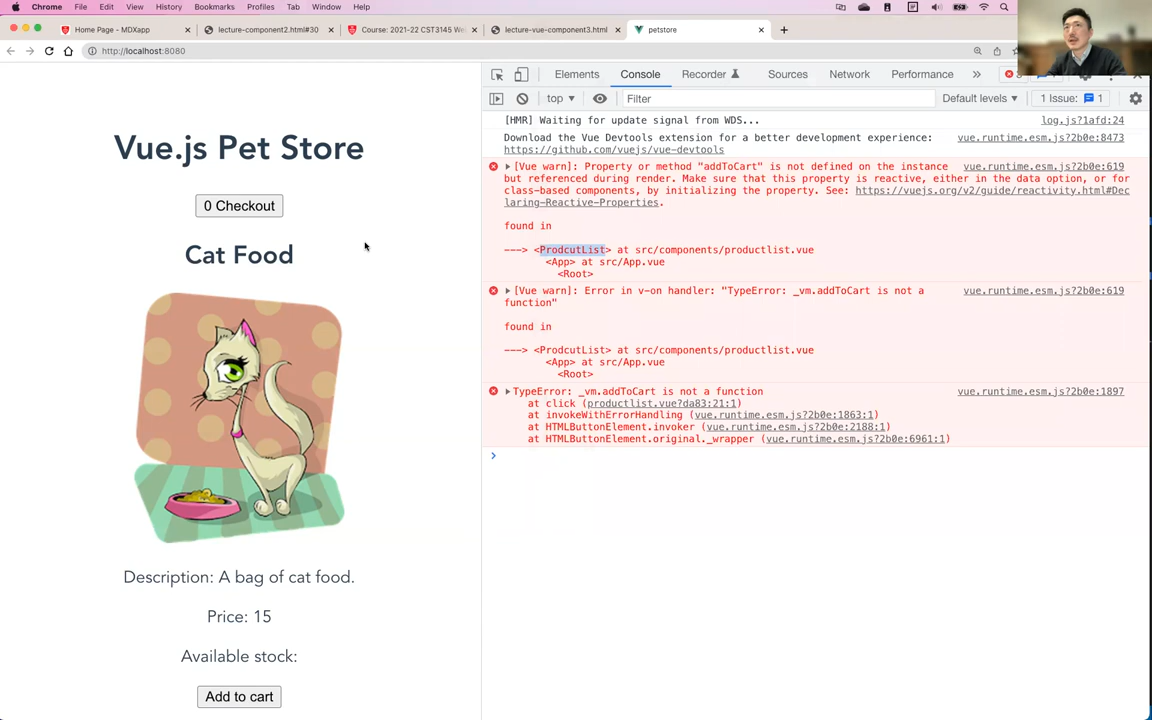 Chrome File Edit View History Bookmarks Profiles Tab Window Help
Home Page - MDXapp
lecture-component2.html#30
Course: 2021-22 CST3145 Web
lecture-vue-component3.html
petstore
http://localhost:8080
Elements Console Recorder Sources Network Performance
top Filter Default levels 1 Issue: 1
[HMR] Waiting for update signal from WDS... log.js?1afd:24
Download the Vue Devtools extension for a better development experience: vue.runtime.esm.js?2b0e:8473
https://github.com/vuejs/vue-devtools
[Vue warn]: Property or method "addToCart" is not defined on the instance vue.runtime.esm.js?2b0e:619
but referenced during render. Make sure that this property is reactive, either in the data option, or for
class-based components, by initializing the property. See: https://vuejs.org/v2/guide/reactivity.html#Dec
laring-Reactive-Properties.
found in
---> <ProdcutList> at src/components/productlist.vue
<App> at src/App.vue
<Root>
[Vue warn]: Error in v-on handler: "TypeError: _vm.addToCart is not a vue.runtime.esm.js?2b0e:619
function"
found in
---> <ProdcutList> at src/components/productlist.vue
<App> at src/App.vue
<Root>
TypeError: _vm.addToCart is not a function vue.runtime.esm.js?2b0e:1897
at click (productlist.vue?da83:21:1)
at invokeWithErrorHandling (vue.runtime.esm.js?2b0e:1863:1)
at HTMLButtonElement.invoker (vue.runtime.esm.js?2b0e:2188:1)
at HTMLButtonElement.original._wrapper (vue.runtime.esm.js?2b0e:6961:1)
Vue.js Pet Store
0 Checkout
Cat Food
Description: A bag of cat food.
Price: 15
Available stock:
Add to cart